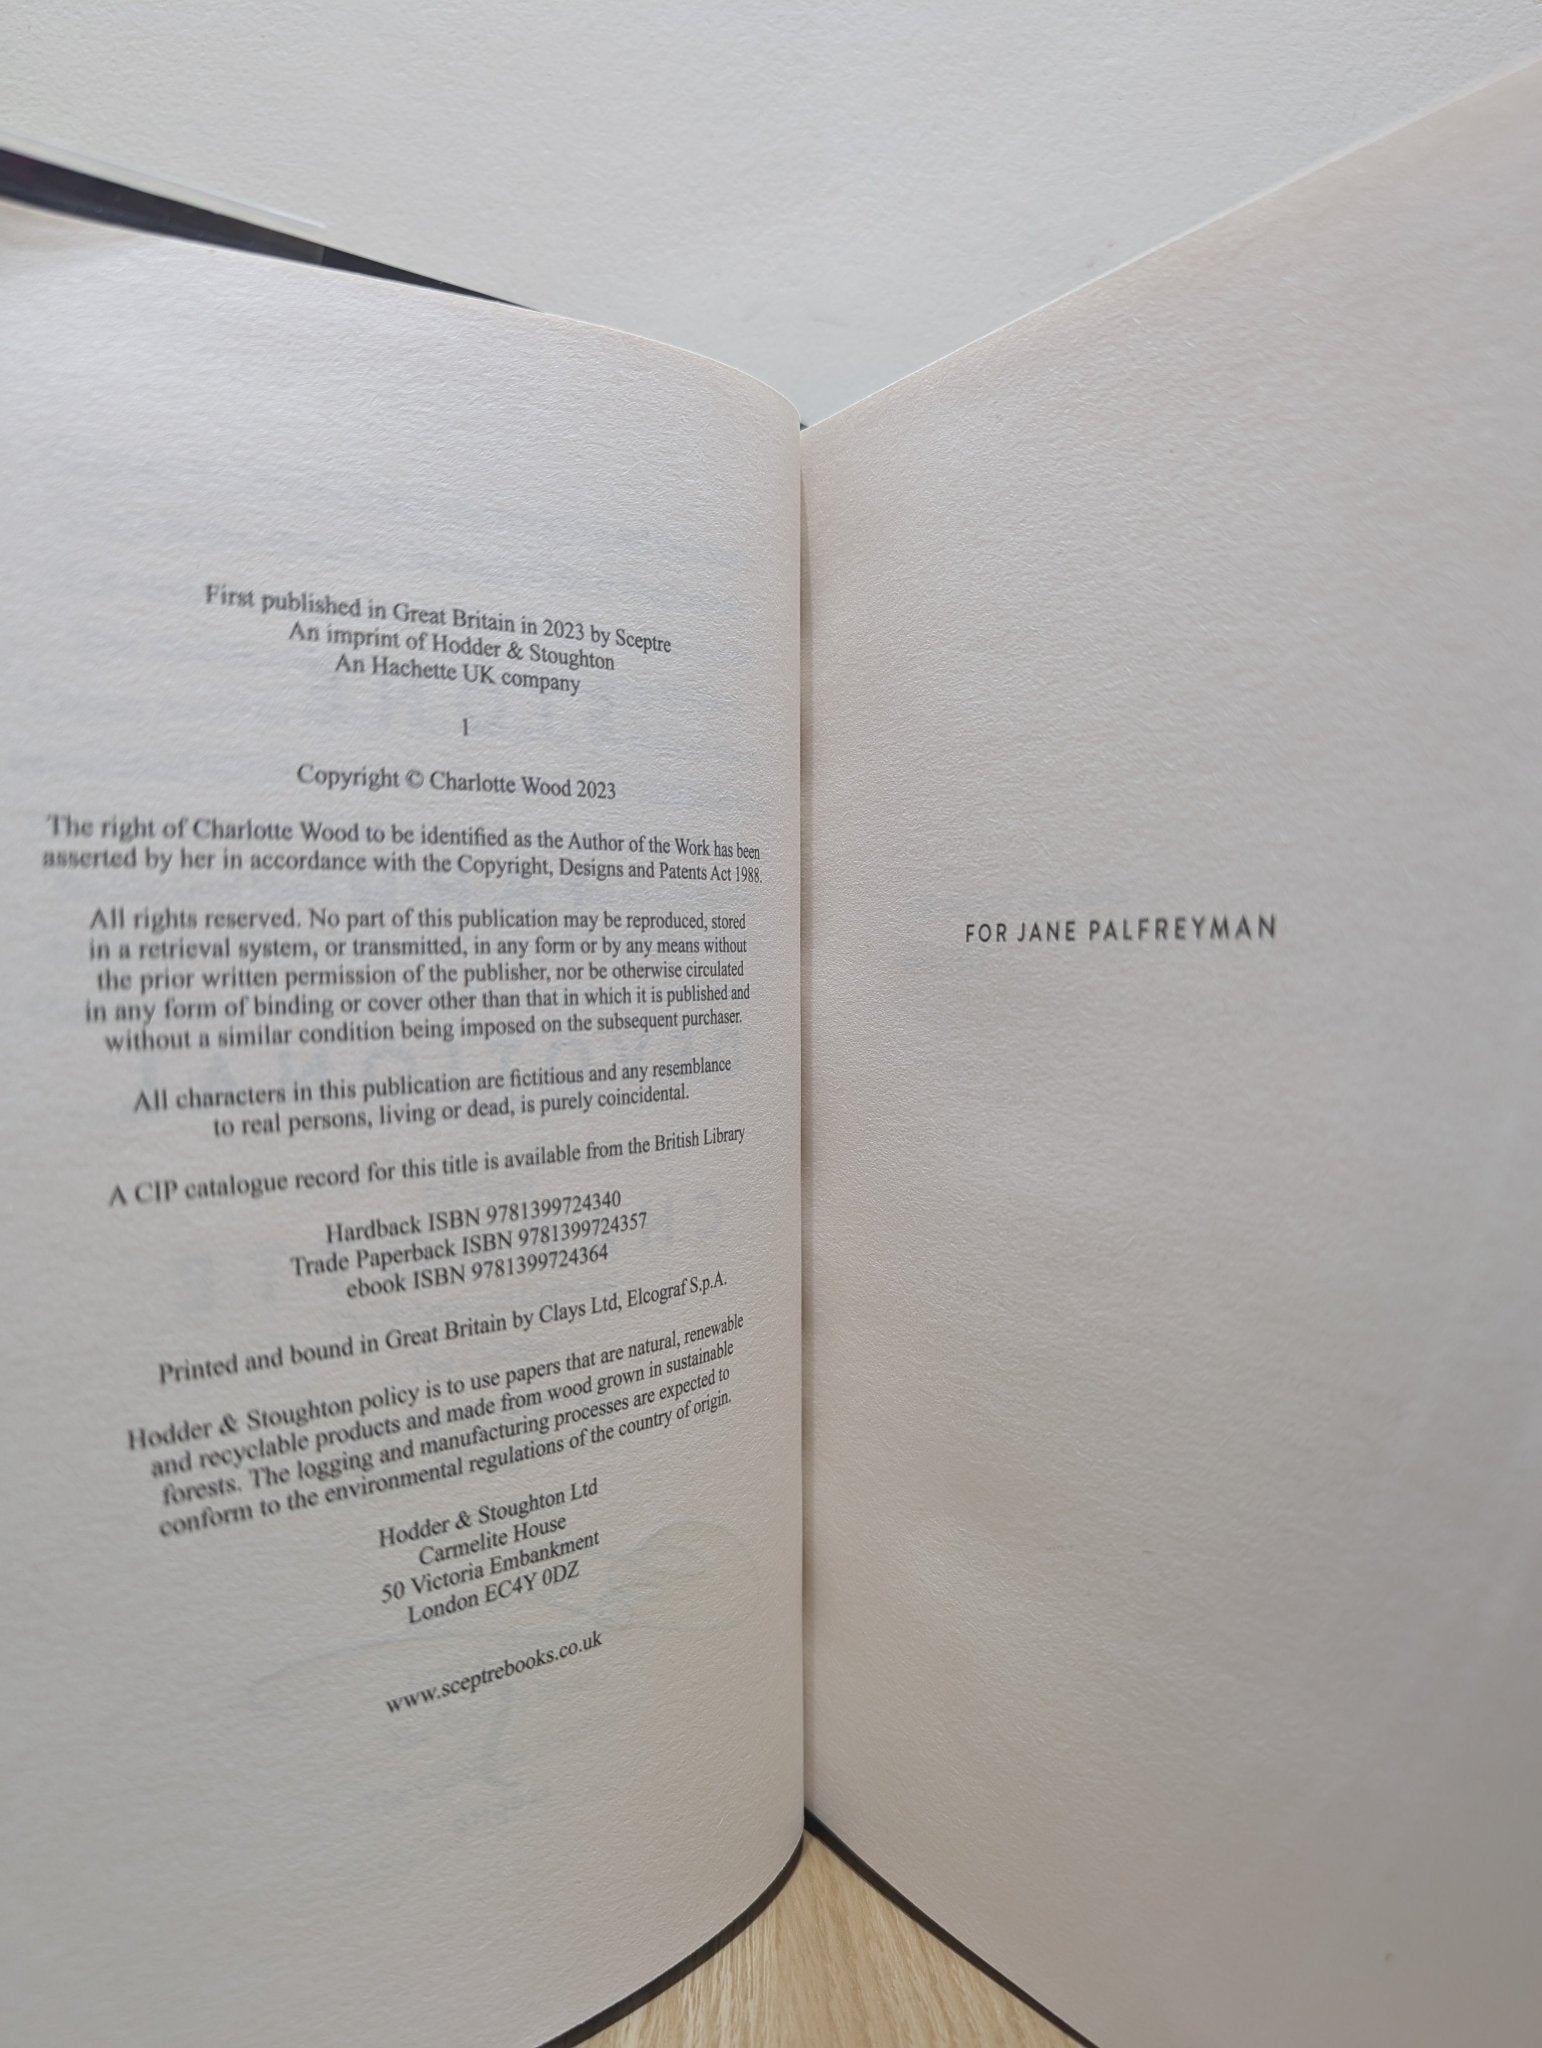 First published in Great Britain in 2023 by Sceptre
An imprint of Hodder & Stoughton
An Hachette UK company
1
Copyright © Charlotte Wood 2023
The right of Charlotte Wood to be identified as the Author of the Work has been
asserted by her in accordance with the Copyright, Designs and Patents Act 1988.
All rights reserved. No part of this publication may be reproduced, stored
in a retrieval system, or transmitted, in any form or by any means without
the prior written permission of the publisher, nor be otherwise circulated
in any form of binding or cover other than that in which it is published and
without a similar condition being imposed on the subsequent purchaser.
All characters in this publication are fictitious and any resemblance
to real persons, living or dead, is purely coincidental.
A CIP catalogue record for this title is available from the British Library
Hardback ISBN 9781399724340
Trade Paperback ISBN 9781399724357
ebook ISBN 9781399724364
Printed and bound in Great Britain by Clays Ltd, Elcograf S.p.A.
Hodder & Stoughton policy is to use papers that are natural, renewable
and recyclable products and made from wood grown in sustainable
forests. The logging and manufacturing processes are expected to
conform to the environmental regulations of the country of origin.
Hodder & Stoughton Ltd
Carmelite House
50 Victoria Embankment
London EC4Y 0DZ
www.sceptrebooks.co.uk
FOR JANE PALFREYMAN